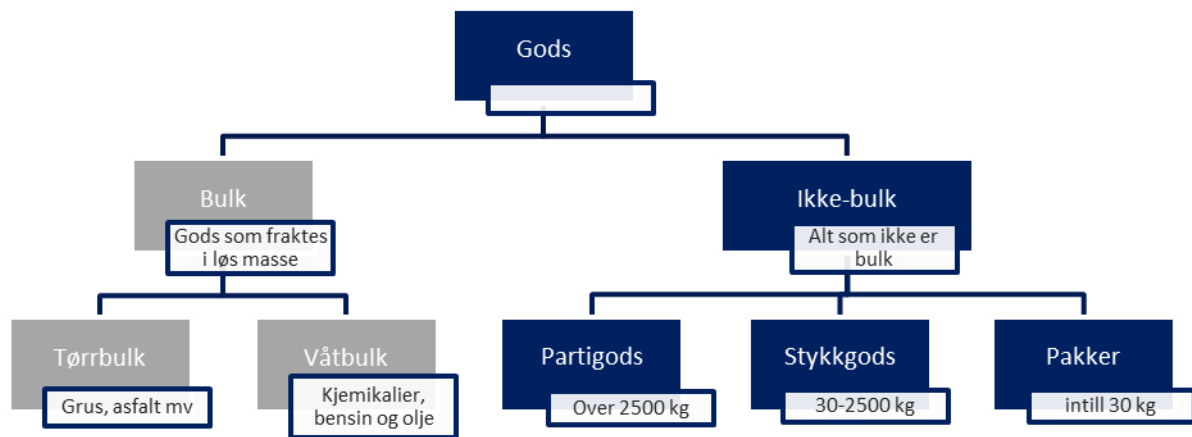 Gods
Bulk
Gods som fraktes
i løs masse
Ikke-bulk
Alt som ikke er
bulk
Tørrbulk
Grus, asfalt mv
Våtbulk
Kjemikalier,
bensin og olje
Partigods
Over 2500 kg
Stykkgods
30-2500 kg
Pakker
intill 30 kg